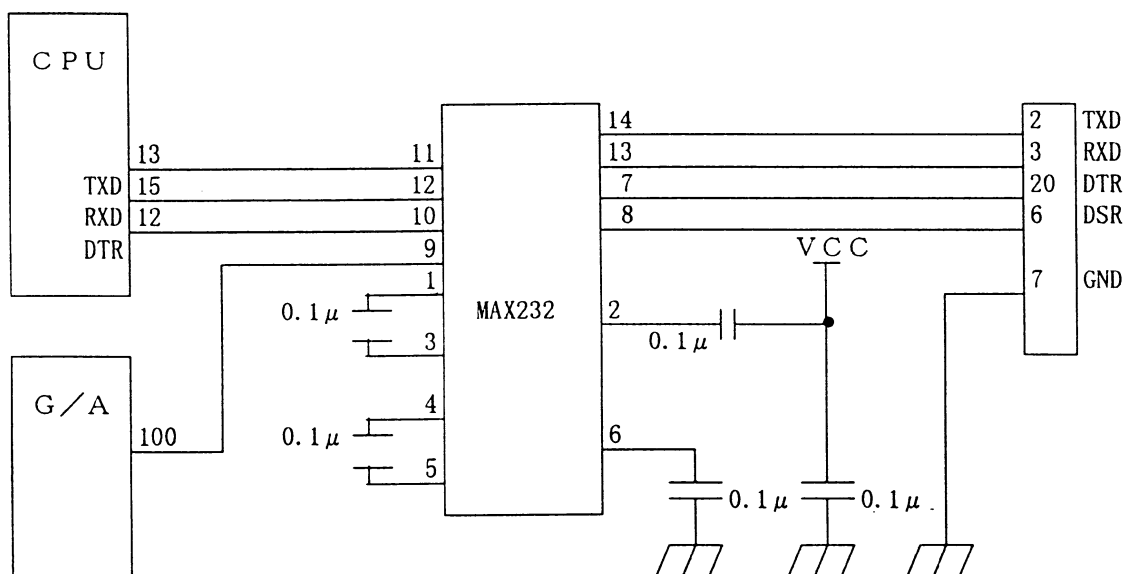 CPU
14 2 TXD
13 11 13 3 RXD
TXD 15 12 7 20 DTR
RXD 12 10 8 6 DSR
DTR 9 VCC
1 7 GND
0.1μ MAX232 2
3 0.1μ
G/A 4
100 0.1μ 6
5
0.1μ 0.1μ